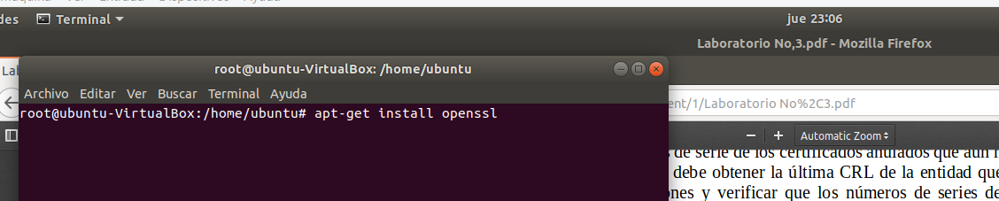 des Terminal jue 23:06
Laboratorio No,3.pdf - Mozilla Firefox
root@ubuntu-VirtualBox: /home/ubuntu
Archivo Editar Ver Buscar Terminal Ayuda
ent/1/Laboratorio No%2C3.pdf
root@ubuntu-VirtualBox:/home/ubuntu# apt-get install openssl
Automatic Zoom
de serie de los certificados anulados que aún
debe obtener la última CRL de la entidad que
nes y verificar que los números de series de